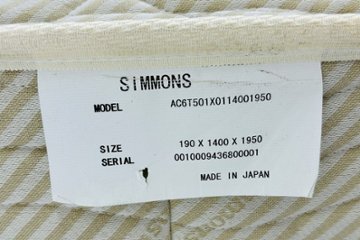 SIMMONS
MODEL AC6T501X0114001950
SIZE 190 X 1400 X 1950
SERIAL 0010009436800001
MADE IN JAPAN